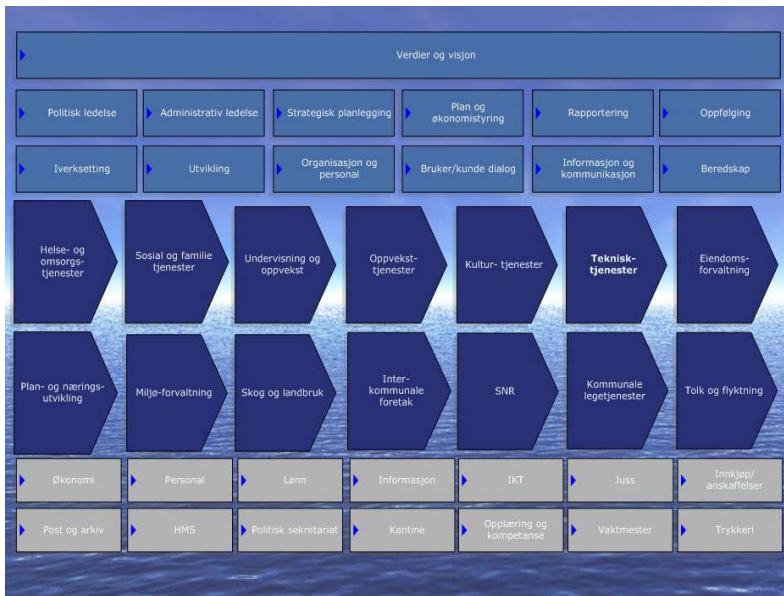 Verdier og visjon
Politisk ledelse
Administrativ ledelse
Strategisk planlegging
Plan og
økonomistyring
Rapportering
Oppfølging
Iverksetting
Utvikling
Organisasjon og
personal
Bruker/kunde dialog
Informasjon og
kommunikasjon
Beredskap
Helse- og
omsorgs-
tjenester
Sosial og familie
tjenester
Undervisning og
oppvekst
Oppvekst-
tjenester
Kultur- tjenester
Teknisk-
tjenester
Eiendoms-
forvaltning
Plan- og nærings-
utvikling
Miljø-forvaltning
Skog og landbruk
Inter-
kommunale
foretak
SNR
Kommunale
legetjenester
Tolk og flyktning
Økonomi
Personal
Lønn
Informasjon
IKT
Juss
Innkjøp/
anskaffelser
Post og arkiv
HMS
Politisk sekretariat
Kantine
Opplæring og
kompetanse
Vaktmester
Trykkeri